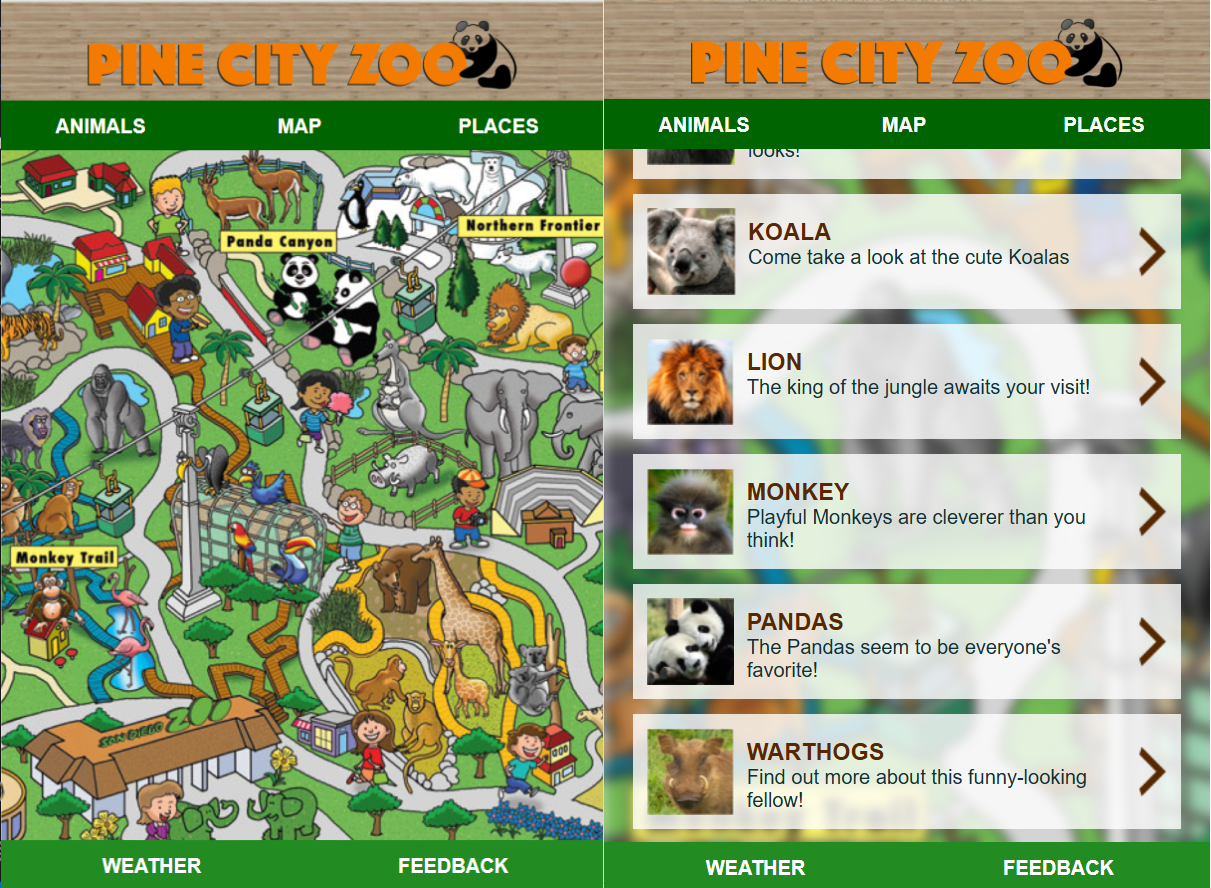 PINE CITY ZOO
ANIMALS MAP PLACES
Northern Frontier
Panda Canyon
Monkey Trail
SAN DIEGO ZOO
ZOO
WEATHER FEEDBACK
PINE CITY ZOO
ANIMALS MAP PLACES
looks!
KOALA
Come take a look at the cute Koalas
LION
The king of the jungle awaits your visit!
MONKEY
Playful Monkeys are cleverer than you
think!
PANDAS
The Pandas seem to be everyone's
favorite!
WARTHOGS
Find out more about this funny-looking
fellow!
WEATHER FEEDBACK